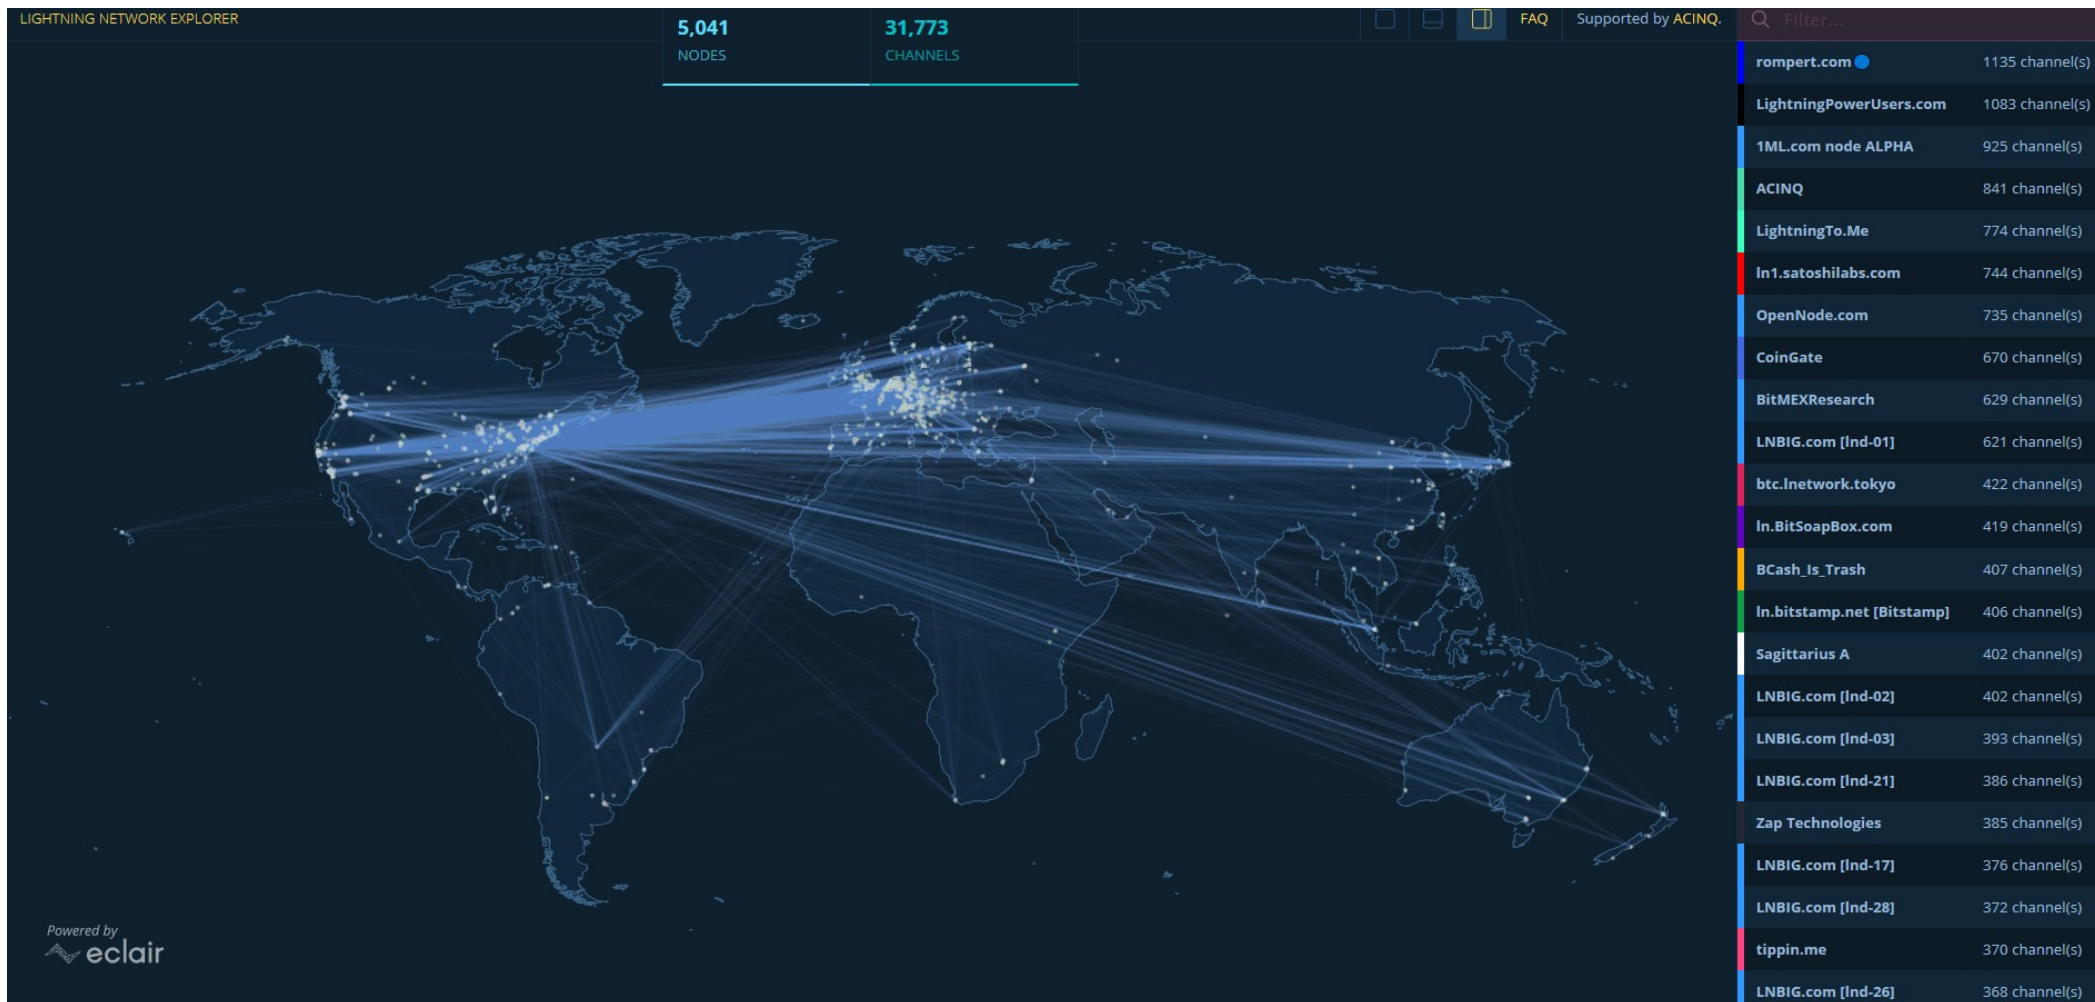 LIGHTNING NETWORK EXPLORER
5,041
NODES
31,773
CHANNELS
FAQ
Supported by ACINQ.
Filter...
rompert.com 1135 channel(s)
LightningPowerUsers.com 1083 channel(s)
1ML.com node ALPHA 925 channel(s)
ACINQ 841 channel(s)
LightningTo.Me 774 channel(s)
ln1.satoshilabs.com 744 channel(s)
OpenNode.com 735 channel(s)
CoinGate 670 channel(s)
BitMEXResearch 629 channel(s)
LNBIG.com [lnd-01] 621 channel(s)
btc.lnetwork.tokyo 422 channel(s)
ln.BitSoapBox.com 419 channel(s)
BCash_Is_Trash 407 channel(s)
ln.bitstamp.net [Bitstamp] 406 channel(s)
Sagittarius A 402 channel(s)
LNBIG.com [lnd-02] 402 channel(s)
LNBIG.com [lnd-03] 393 channel(s)
LNBIG.com [lnd-21] 386 channel(s)
Zap Technologies 385 channel(s)
LNBIG.com [lnd-17] 376 channel(s)
LNBIG.com [lnd-28] 372 channel(s)
tippin.me 370 channel(s)
LNBIG.com [lnd-26] 368 channel(s)
Powered by
eclair